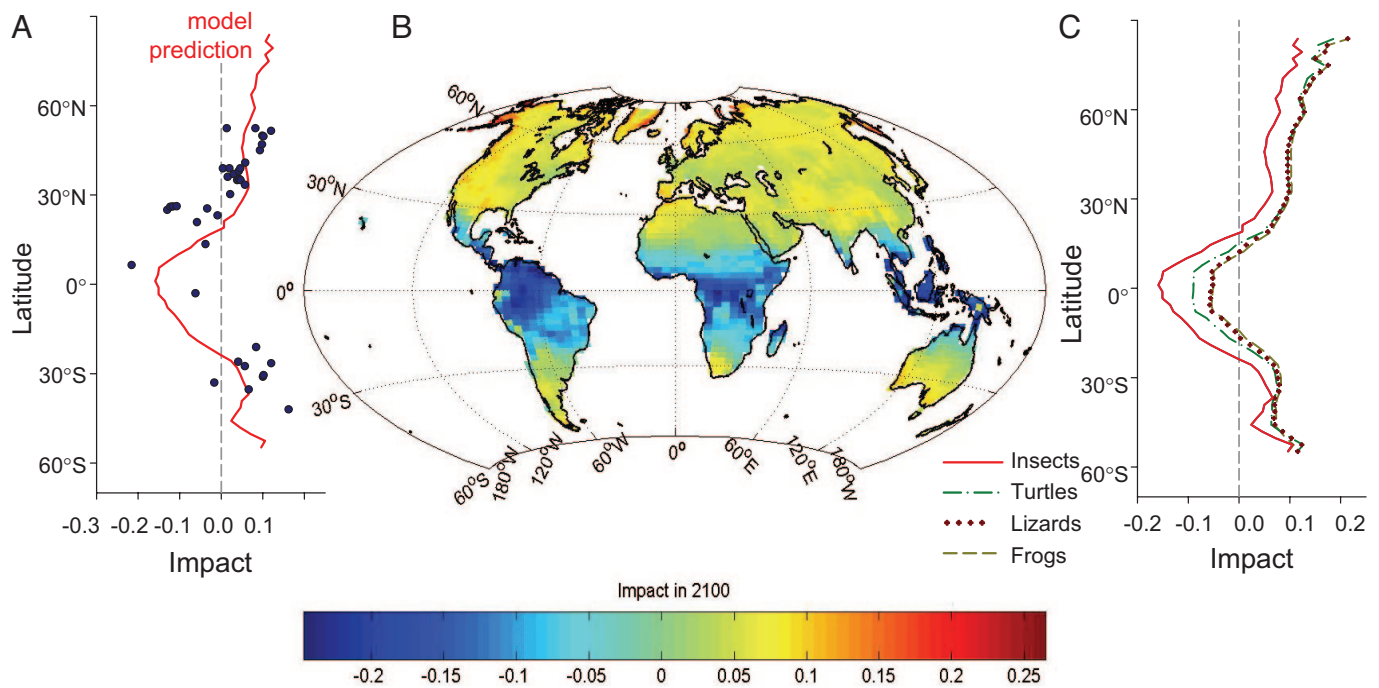 A
model
prediction
60°N
30°N
0°
30°S
60°S
Latitude
-0.3 -0.2 -0.1 0.0 0.1
Impact
B
60°N
30°N
0°
30°S
60°S
180°W
120°W
60°W
0°
60°E
120°E
180°W
C
60°N
30°N
0°
30°S
60°S
Latitude
-0.2 -0.1 0.0 0.1 0.2
Impact
Insects
Turtles
Lizards
Frogs
Impact in 2100
-0.2 -0.15 -0.1 -0.05 0 0.05 0.1 0.15 0.2 0.25